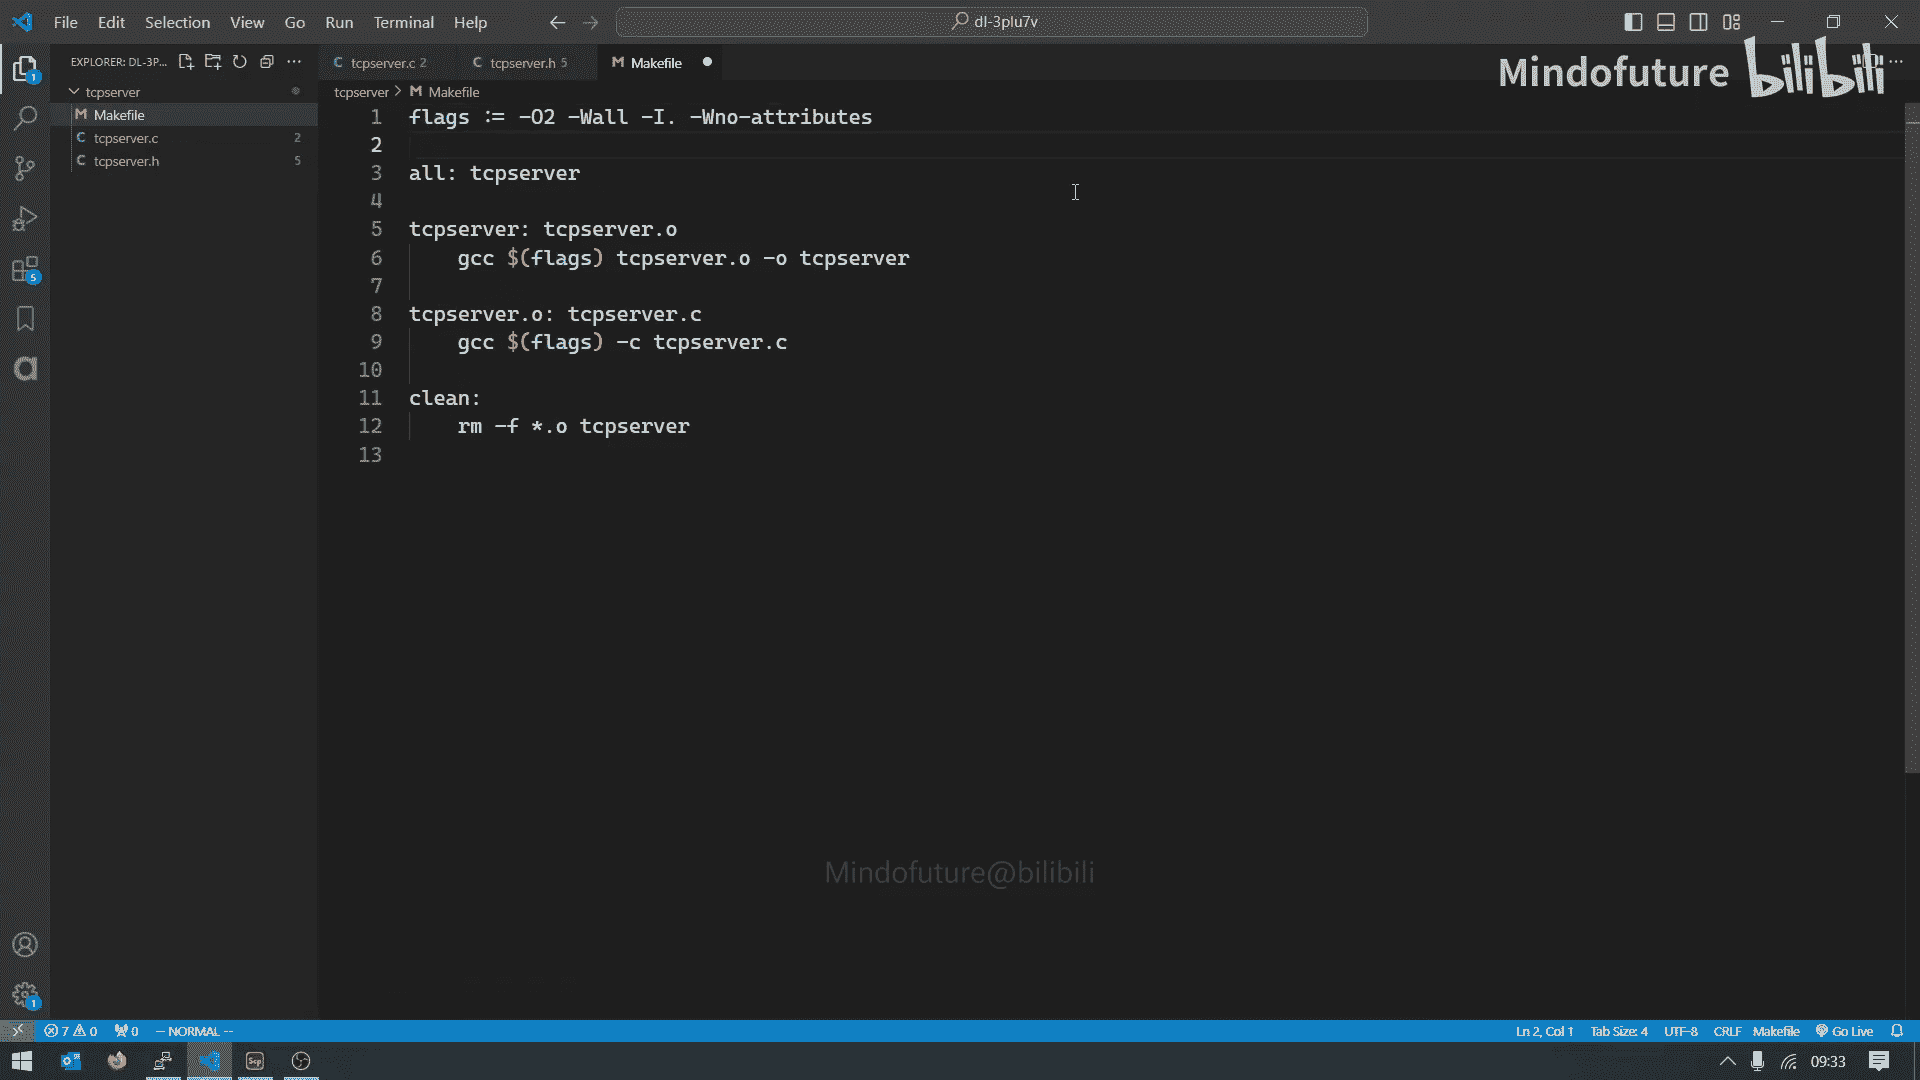 File Edit Selection View Go Run Terminal Help
dl-3plu7v
Mindofuture bilibili
EXPLORER: DL-3P...
tcpserver.c 2
tcpserver.h 5
Makefile
tcpserver
tcpserver > Makefile
Makefile
tcpserver.c 2
tcpserver.h 5
1 flags := -O2 -Wall -I. -Wno-attributes
2
3 all: tcpserver
4
5 tcpserver: tcpserver.o
6 gcc $(flags) tcpserver.o -o tcpserver
7
8 tcpserver.o: tcpserver.c
9 gcc $(flags) -c tcpserver.c
10
11 clean:
12 rm -f *.o tcpserver
13
Mindofuture@bilibili
7 0 0 -- NORMAL --
Ln 2, Col 1 Tab Size: 4 UTF-8 CRLF Makefile Go Live
09:33